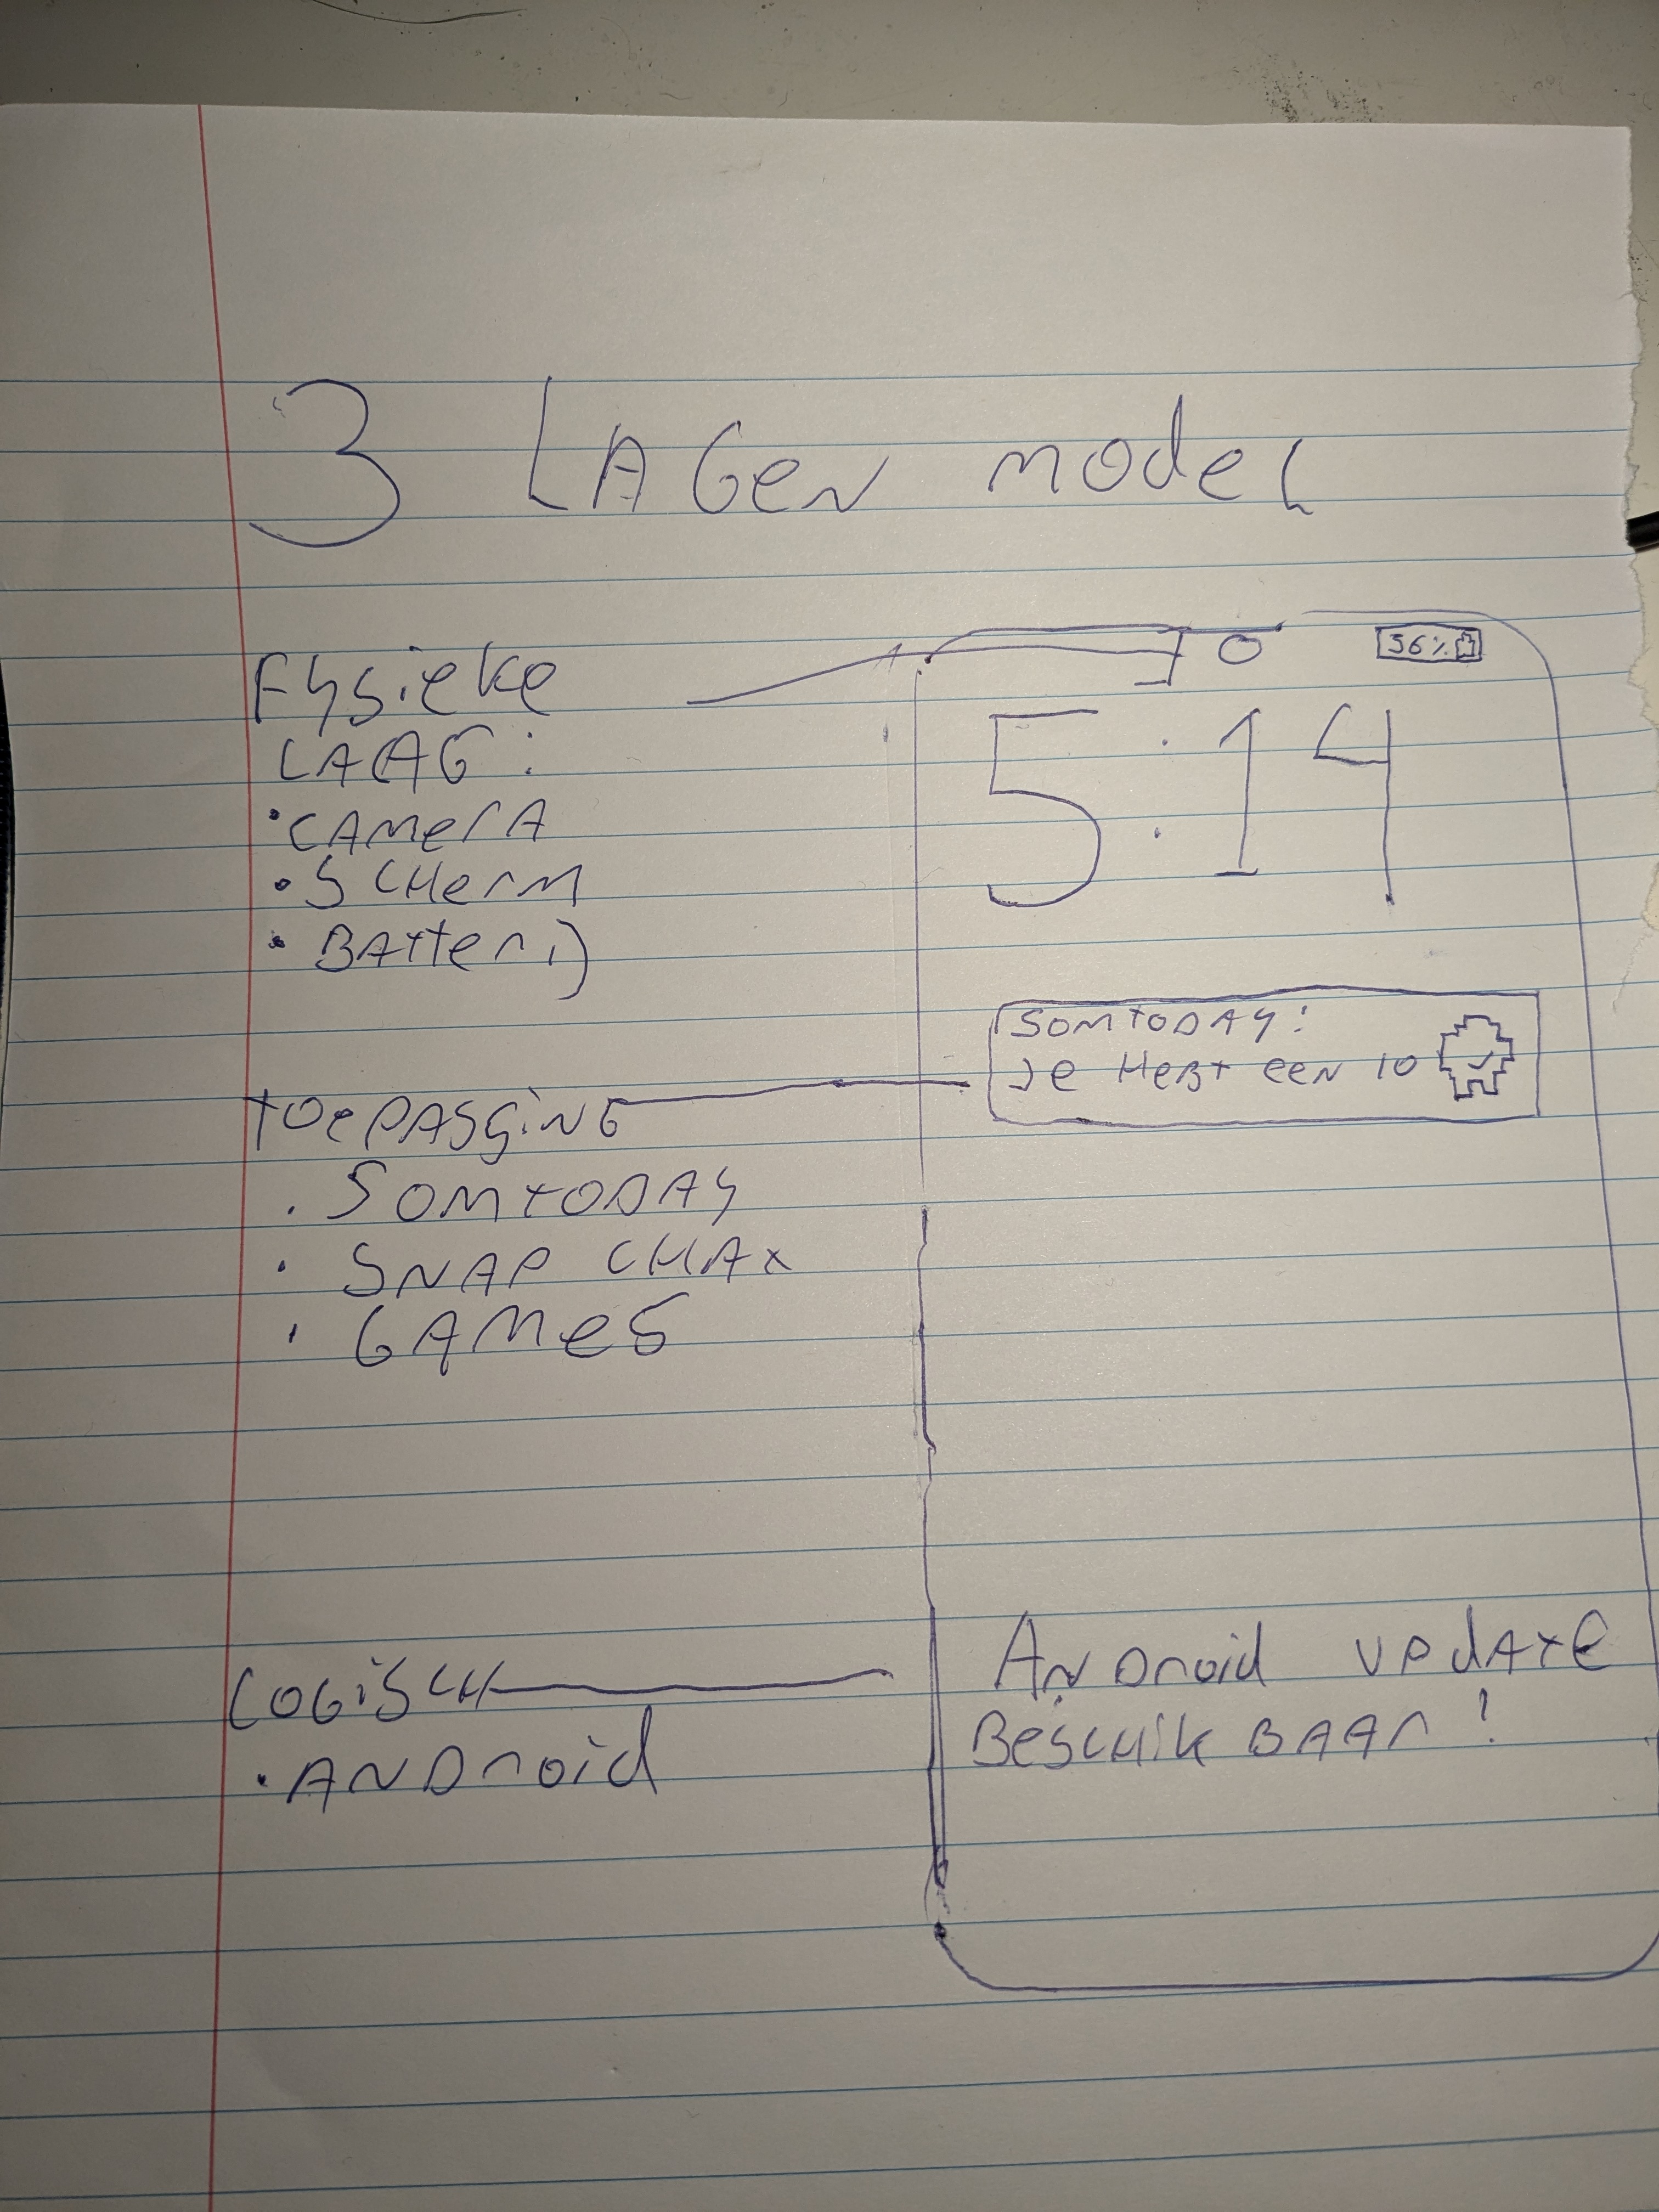 3 LAGEN model
Fysieke
LAAG:
• CAMerA
• SCHerM
• BAtterij
toePASSiNG
• SOMtODAY
• SNAP CHAt
• GAMES
LOGiSCH
• ANDroid
56%
5:14
SOMtODAY:
Je HEBt EEN 10
ANDroid UPdAtE
BeSCHiKBAAr!